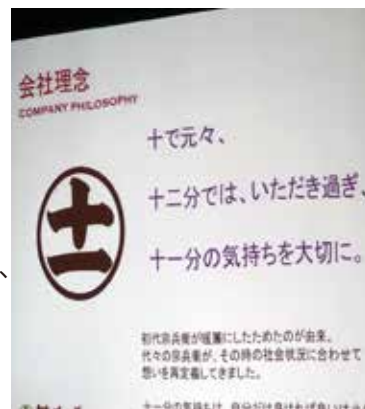 会社理念
COMPANY PHILOSOPHY
十で元々、
十二分では、いただき過ぎ、
十一分の気持ちを大切に。
十一
初代宗兵衛が暖簾にしたためたのが由来。
代々の宗兵衛が、その時の社会状況に合わせて
想いを再定義してきました。